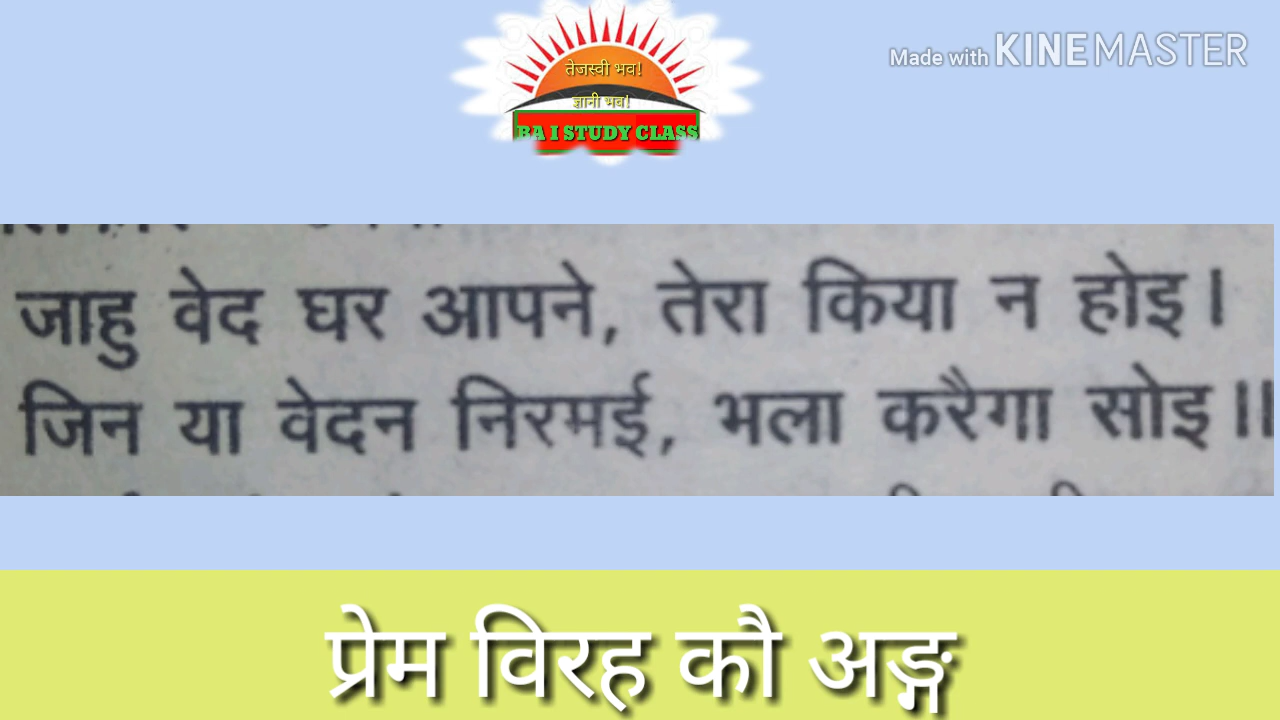 Made with KINEMASTER
तेजस्वी भव!
ज्ञानी भव!
BA I STUDY CLASS
जाहु वेद घर आपने, तेरा किया न होइ।
जिन या वेदन निरमई, भला करैगा सोइ॥
प्रेम विरह कौ अङ्ग